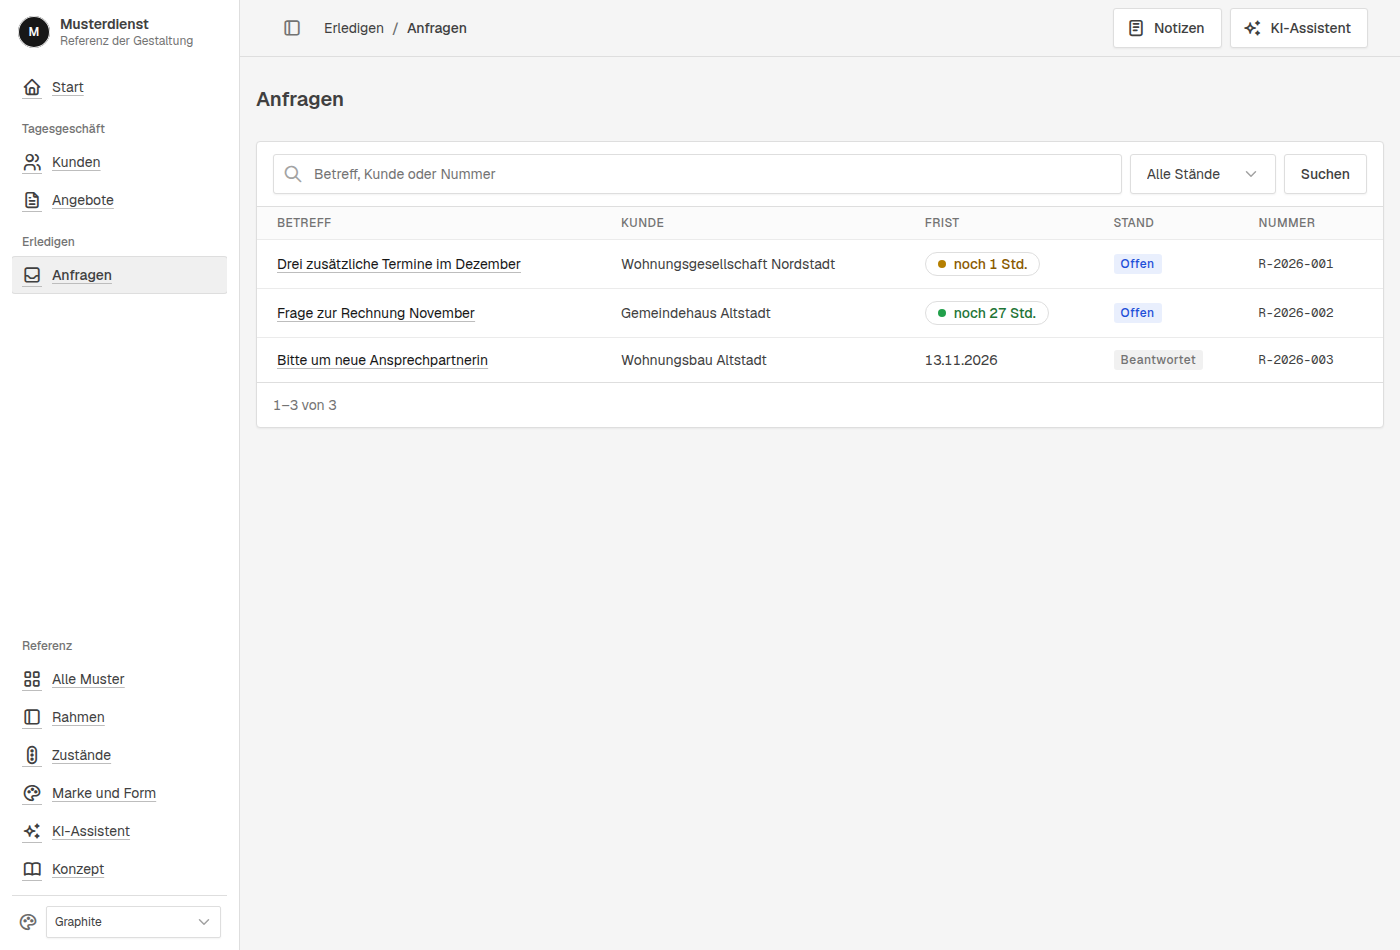 M
Musterdienst
Referenz der Gestaltung
Start
Tagesgeschäft
Kunden
Angebote
Erledigen
Anfragen
Referenz
Alle Muster
Rahmen
Zustände
Marke und Form
KI-Assistent
Konzept
Graphite
Erledigen / Anfragen
Notizen
KI-Assistent
Anfragen
Betreff, Kunde oder Nummer
Alle Stände
Suchen
BETREFF KUNDE FRIST STAND NUMMER
Drei zusätzliche Termine im Dezember Wohnungsgesellschaft Nordstadt noch 1 Std. Offen R-2026-001
Frage zur Rechnung November Gemeindehaus Altstadt noch 27 Std. Offen R-2026-002
Bitte um neue Ansprechpartnerin Wohnungsbau Altstadt 13.11.2026 Beantwortet R-2026-003
1–3 von 3